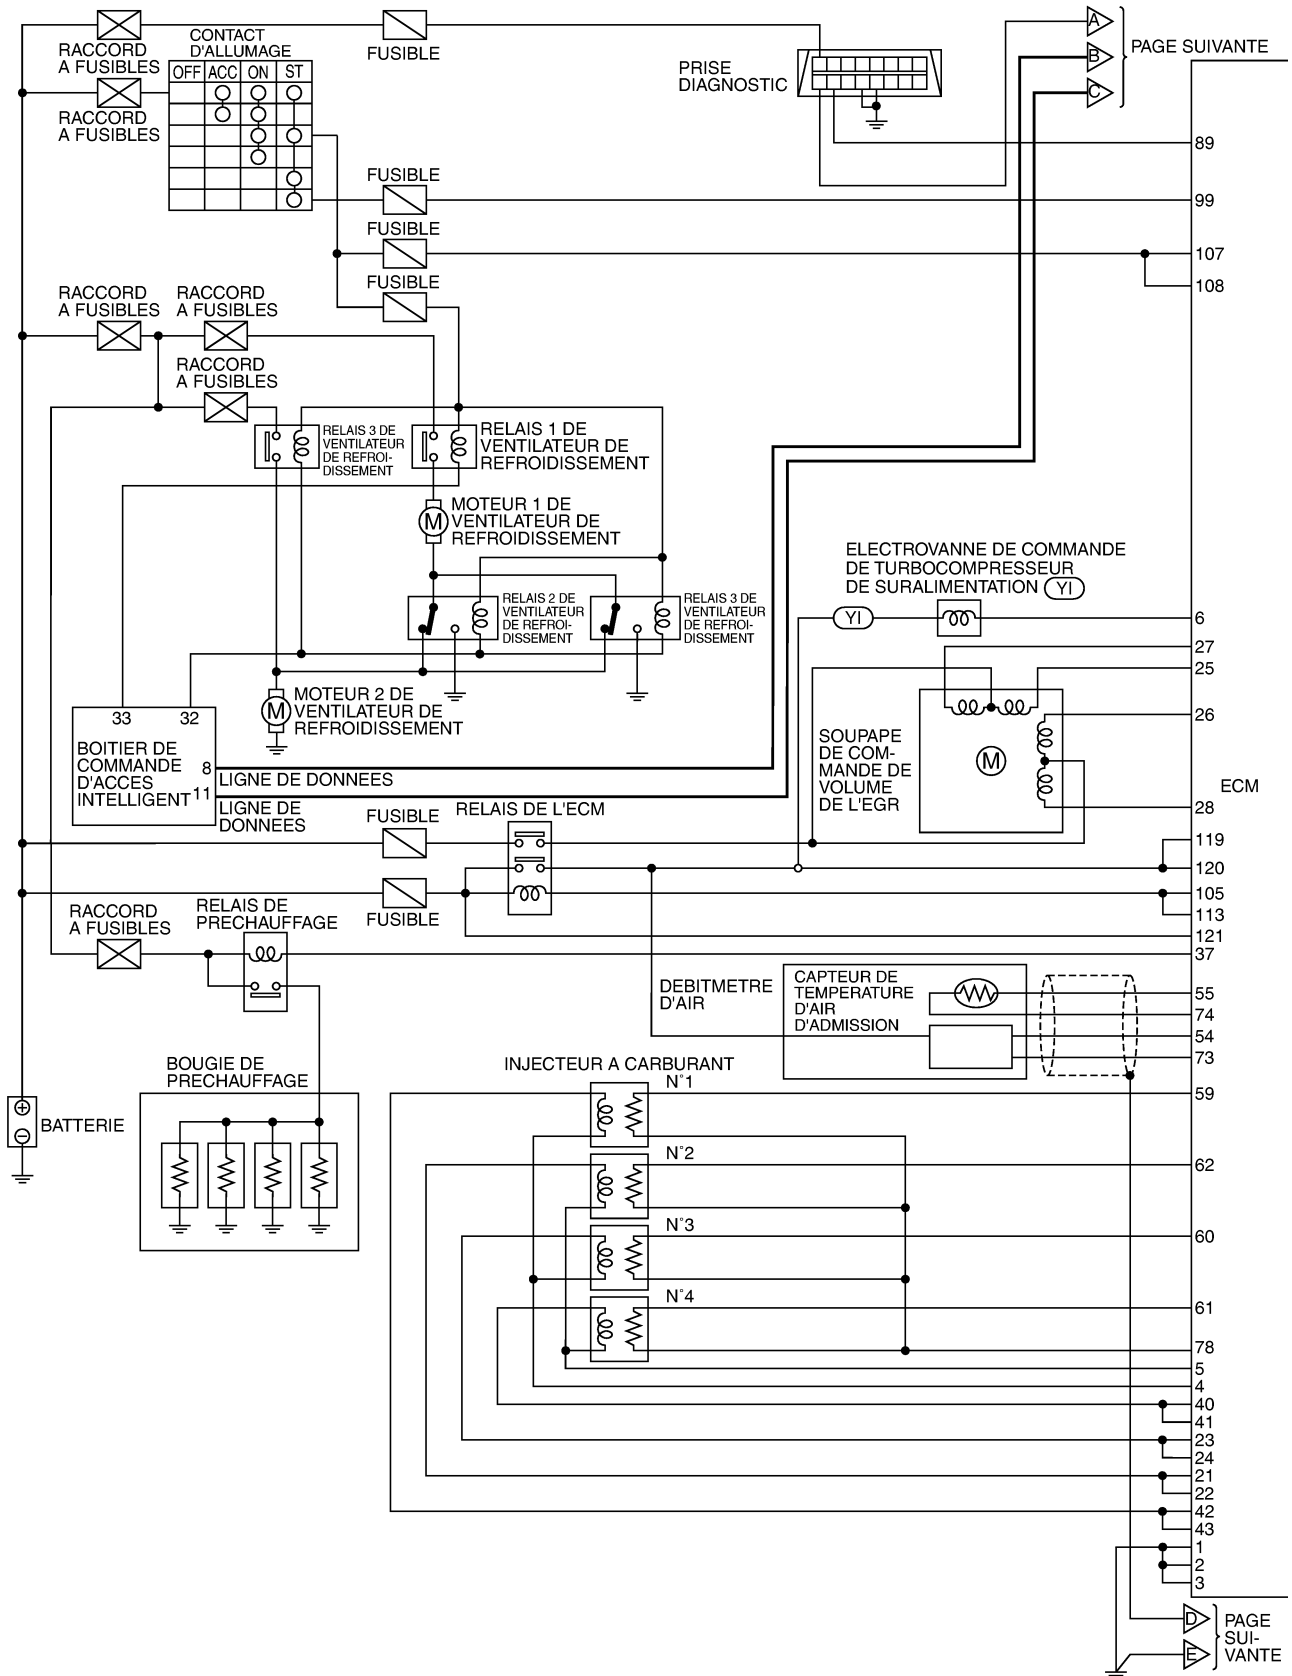 RACCORD
A FUSIBLES
CONTACT
D'ALLUMAGE
FUSIBLE
OFF ACC ON ST
RACCORD
A FUSIBLES
PRISE
DIAGNOSTIC
A
B
C
PAGE SUIVANTE
89
FUSIBLE
99
FUSIBLE
107
FUSIBLE
108
RACCORD
A FUSIBLES
RACCORD
A FUSIBLES
RACCORD
A FUSIBLES
RELAIS 3 DE
VENTILATEUR
DE REFROI-
DISSEMENT
RELAIS 1 DE
VENTILATEUR DE
REFROIDISSEMENT
M
MOTEUR 1 DE
VENTILATEUR DE
REFROIDISSEMENT
RELAIS 2 DE
VENTILATEUR
DE REFROI-
DISSEMENT
RELAIS 3 DE
VENTILATEUR
DE REFROI-
DISSEMENT
ELECTROVANNE DE COMMANDE
DE TURBOCOMPRESSEUR
DE SURALIMENTATION YI
YI
6
27
25
26
28
M
MOTEUR 2 DE
VENTILATEUR DE
REFROIDISSEMENT
33 32
BOITIER DE
COMMANDE
D'ACCES
INTELLIGENT
8
11
LIGNE DE DONNEES
LIGNE DE
DONNEES
SOUPAPE
DE COM-
MANDE DE
VOLUME
DE L'EGR
M
ECM
FUSIBLE
RELAIS DE L'ECM
119
120
105
113
121
37
FUSIBLE
RACCORD
A FUSIBLES
RELAIS DE
PRECHAUFFAGE
DEBITMETRE
D'AIR
CAPTEUR DE
TEMPERATURE
D'AIR
D'ADMISSION
55
74
54
73
BOUGIE DE
PRECHAUFFAGE
INJECTEUR A CARBURANT
N°1
59
BATTERIE
N°2
62
N°3
60
N°4
61
78
5
4
40
41
23
24
21
22
42
43
1
2
3
D
E
PAGE
SUI-
VANTE